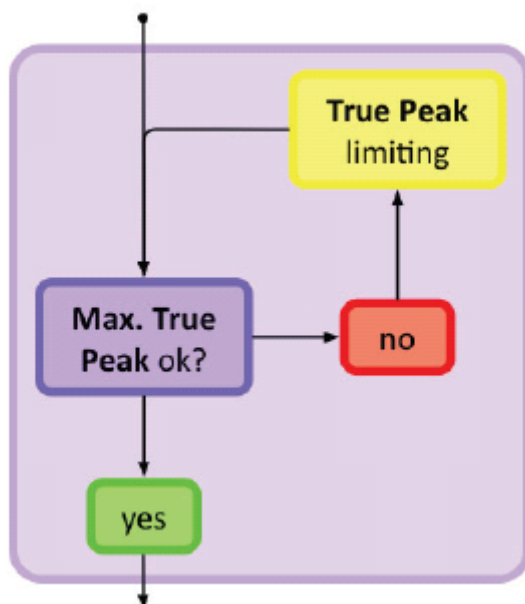 True Peak
limiting
Max. True
Peak ok?
no
yes